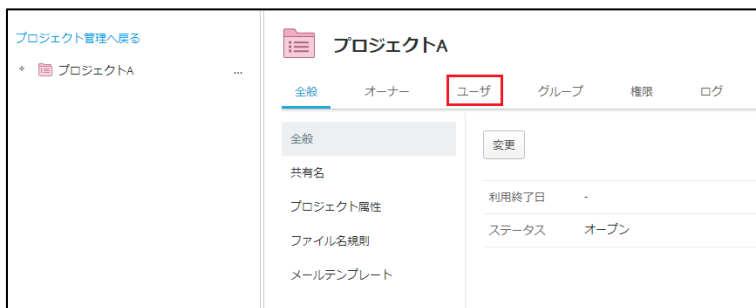 プロジェクト管理へ戻る
プロジェクトA
...
プロジェクトA
全般 オーナー ユーザ グループ 権限 ログ
全般
共有名
プロジェクト属性
ファイル名規則
メールテンプレート
変更
利用終了日 -
ステータス オープン